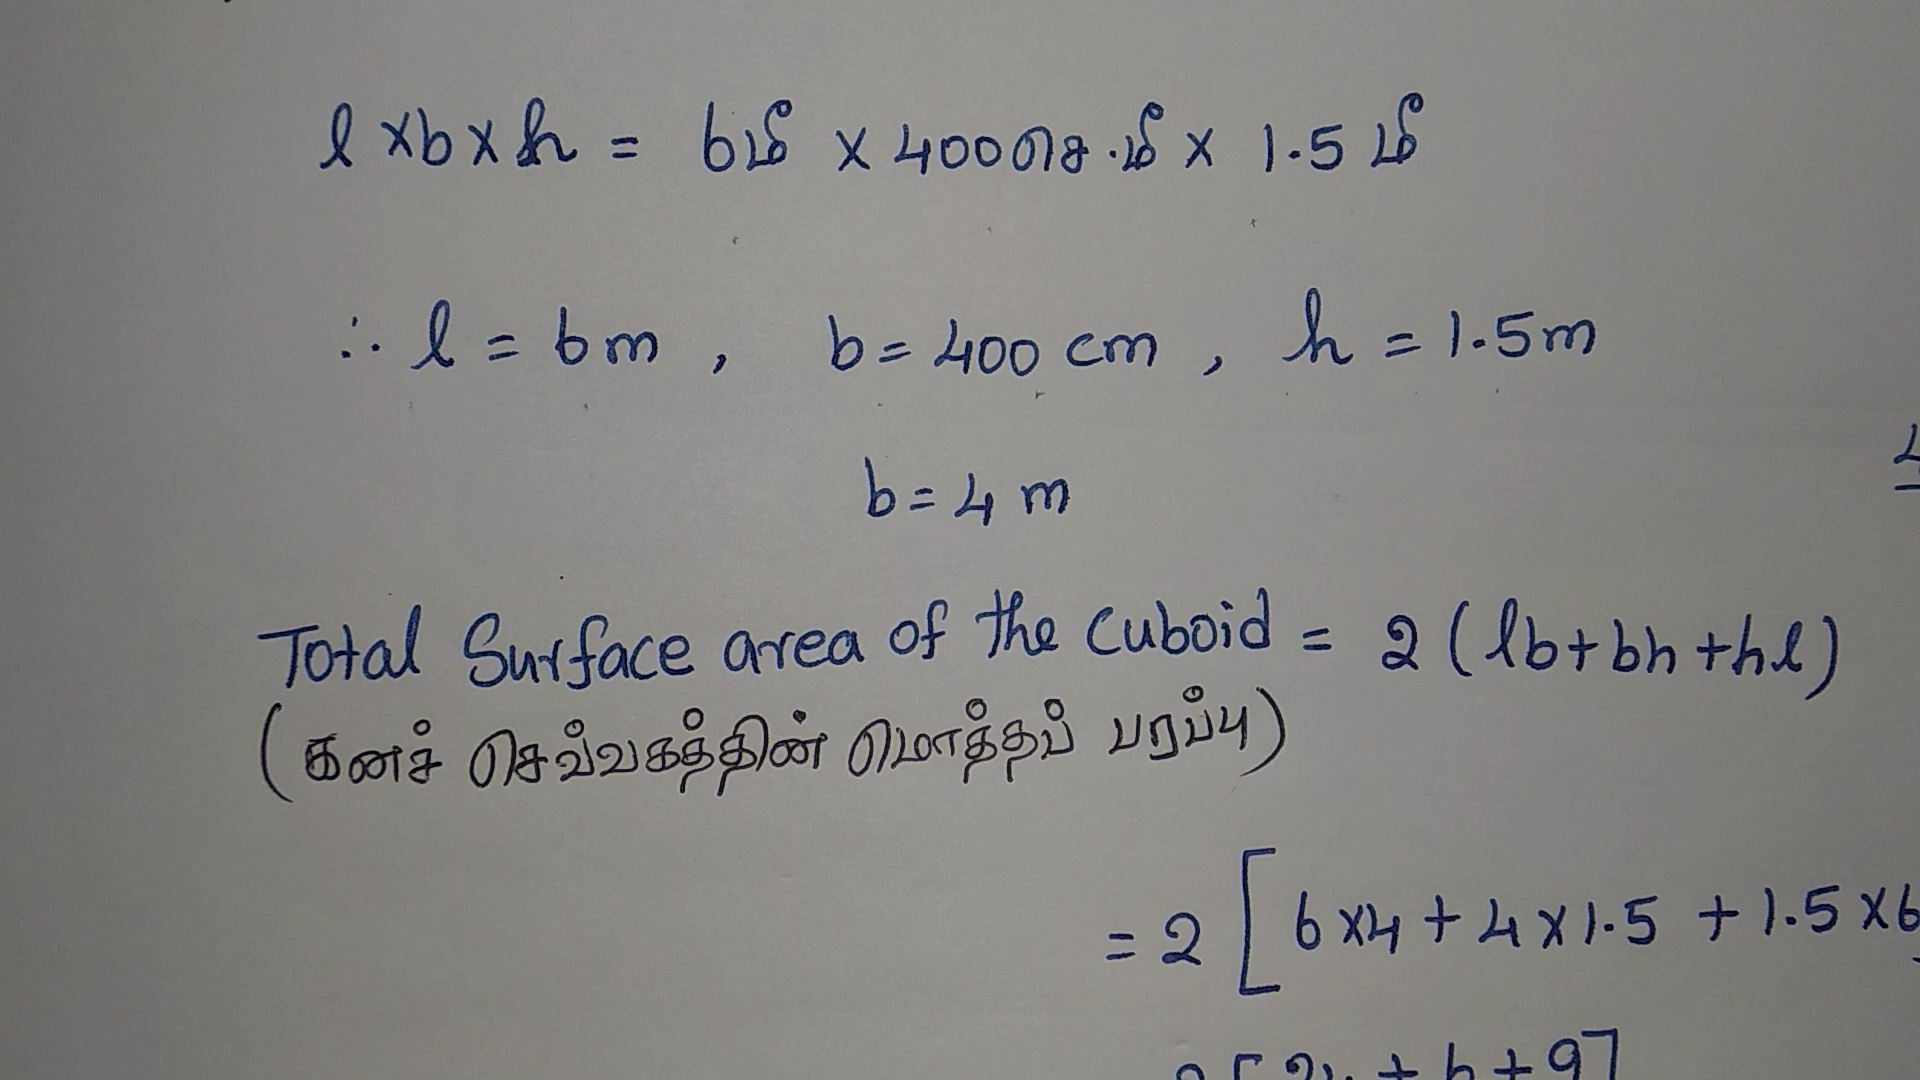 l × b × h = 6மீ × 400செ.மீ × 1.5 மீ
∴ l = 6m , b = 400 cm , h = 1.5m
b = 4 m
Total Surface area of the cuboid = 2 (lb + bh + hl)
(கனச் செவ்வகத்தின் மொத்தப் பரப்பு)
= 2 [ 6 × 4 + 4 × 1.5 + 1.5 × 6
+ 9]